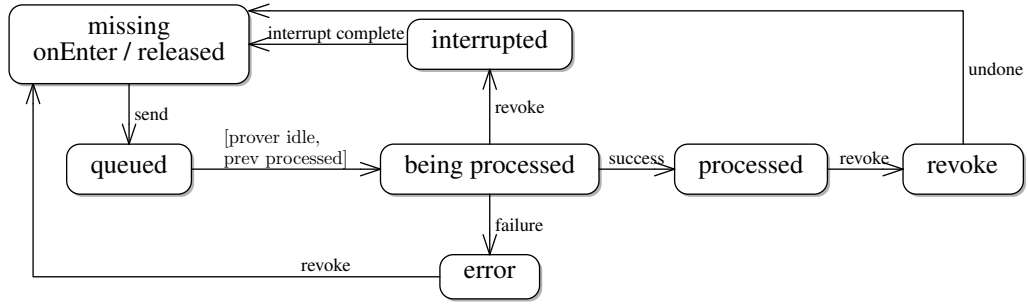 missing
onEnter / released
interrupt complete
interrupted
undone
send
revoke
[prover idle,
prev processed]
queued
being processed
success
processed
revoke
revoke
failure
revoke
error